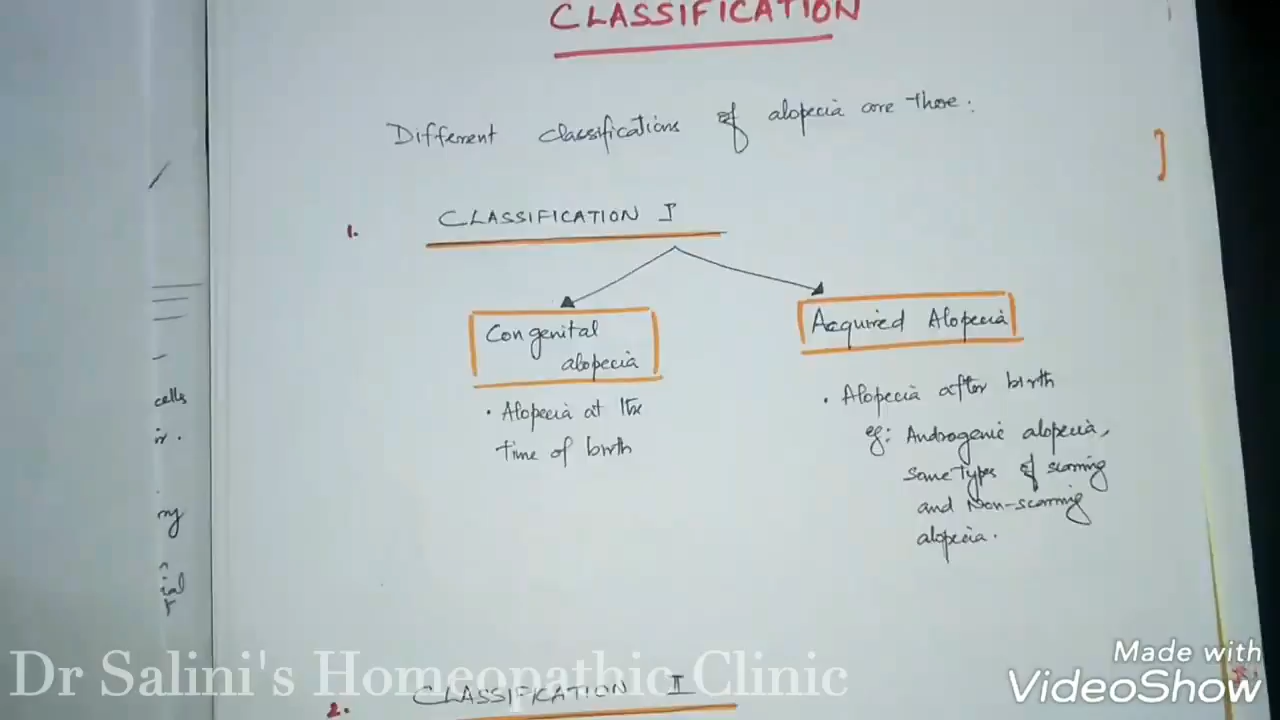 CLASSIFICATION
Different classifications of alopecia are these:
1. CLASSIFICATION I
Congenital
alopecia
• Alopecia at the
time of birth
Acquired Alopecia
• Alopecia after birth
eg: Androgenic alopecia,
some types of scarring
and Non-scarring
alopecia.
cells
my
2. CLASSIFICATION II
Dr Salini's Homeopathic Clinic
Made with
VideoShow